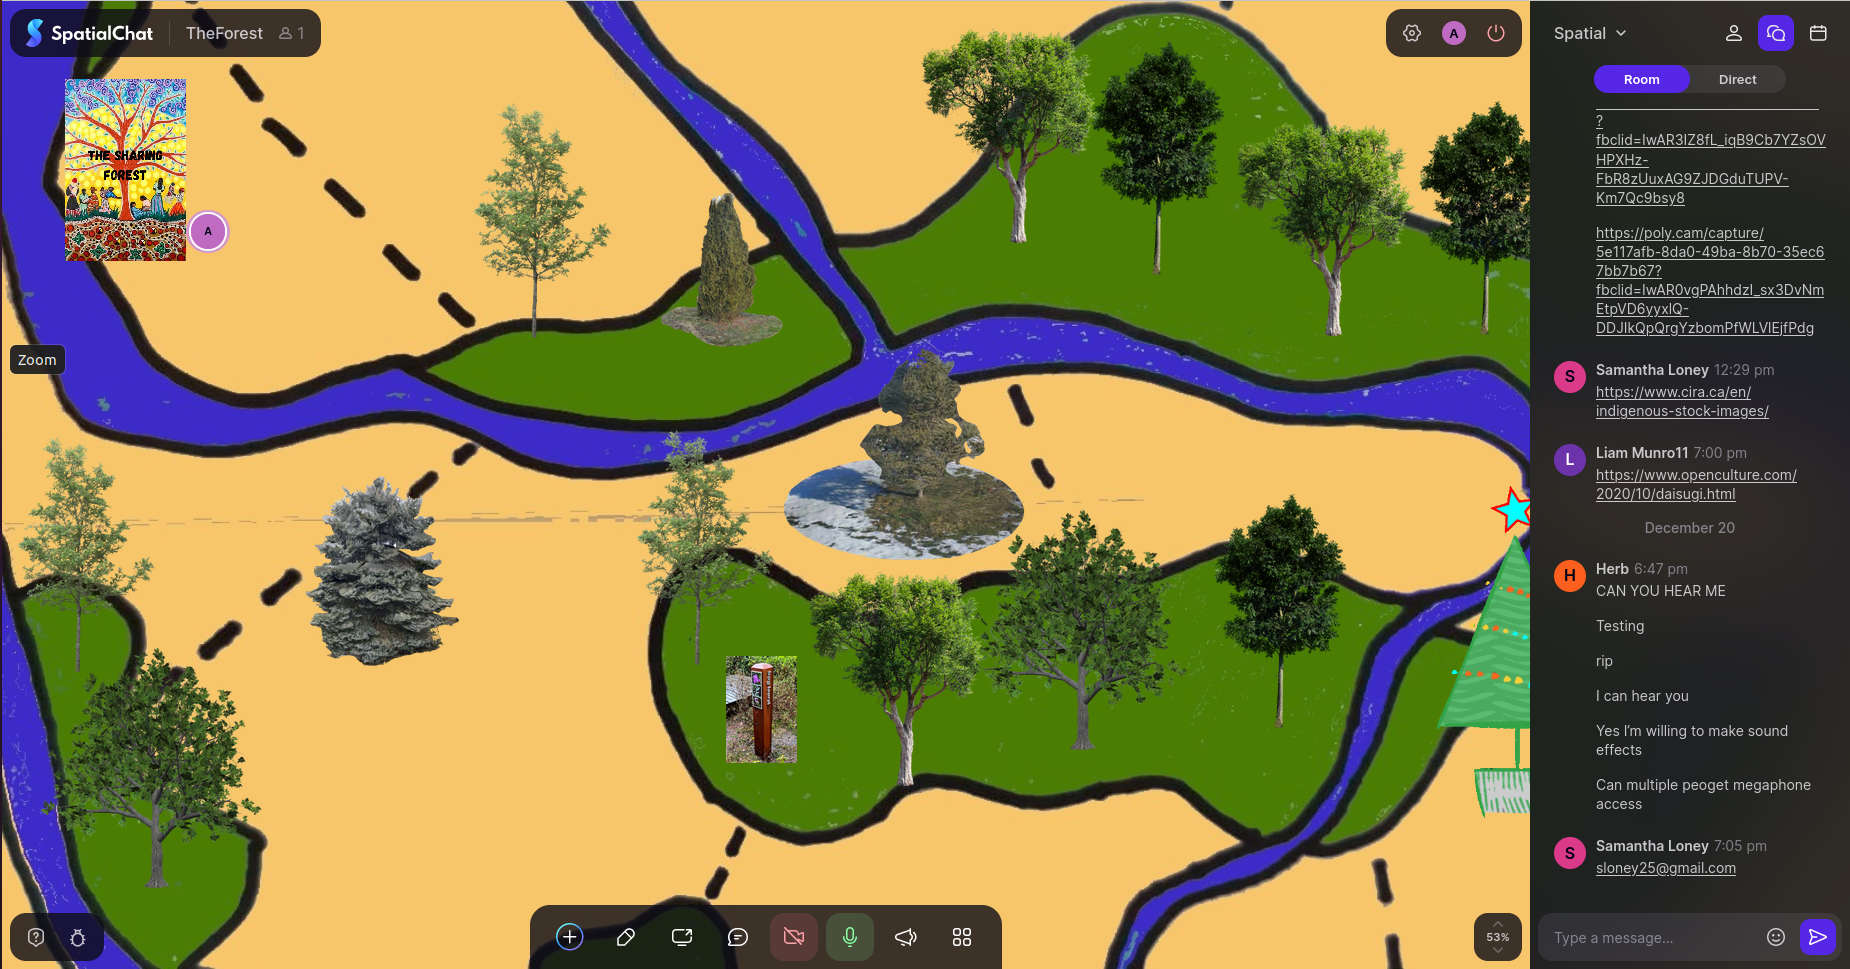 SpatialChat
TheForest
1
A
Spatial
Room
Direct
THE SHARING
FOREST
A
Zoom
?
fbclid=IwAR3IZ8fL_iqB9Cb7YZsOV
HPXHz-
FbR8zUuxAG9ZJDGduTUPV-
Km7Qc9bsy8
https://poly.cam/capture/
5e117afb-8da0-49ba-8b70-35ec6
7bb7b67?
fbclid=IwAR0vgPAhhdzI_sx3DvNm
EtpVD6yyxlQ-
DDJIkQpQrgYzbomPfWLVlEjfPdg
S
Samantha Loney 12:29 pm
https://www.cira.ca/en/
indigenous-stock-images/
L
Liam Munro11 7:00 pm
https://www.openculture.com/
2020/10/daisugi.html
December 20
H
Herb 6:47 pm
CAN YOU HEAR ME
Testing
rip
I can hear you
Yes I'm willing to make sound
effects
Can multiple peoget megaphone
access
S
Samantha Loney 7:05 pm
sloney25@gmail.com
53%
Type a message...